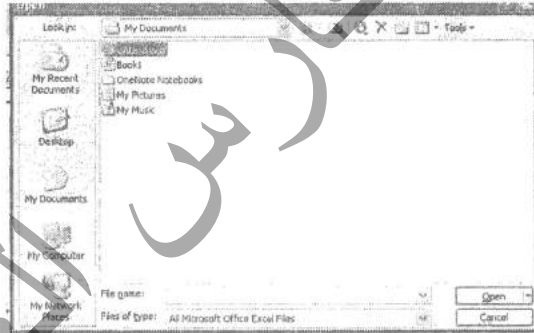 Open
Look in: My Documents Tools
Books
OneNote Notebooks
My Pictures
My Music
My Recent
Documents
Desktop
My Documents
My Computer
My Network
Places
File name:
Files of type: All Microsoft Office Excel Files
Open
Cancel